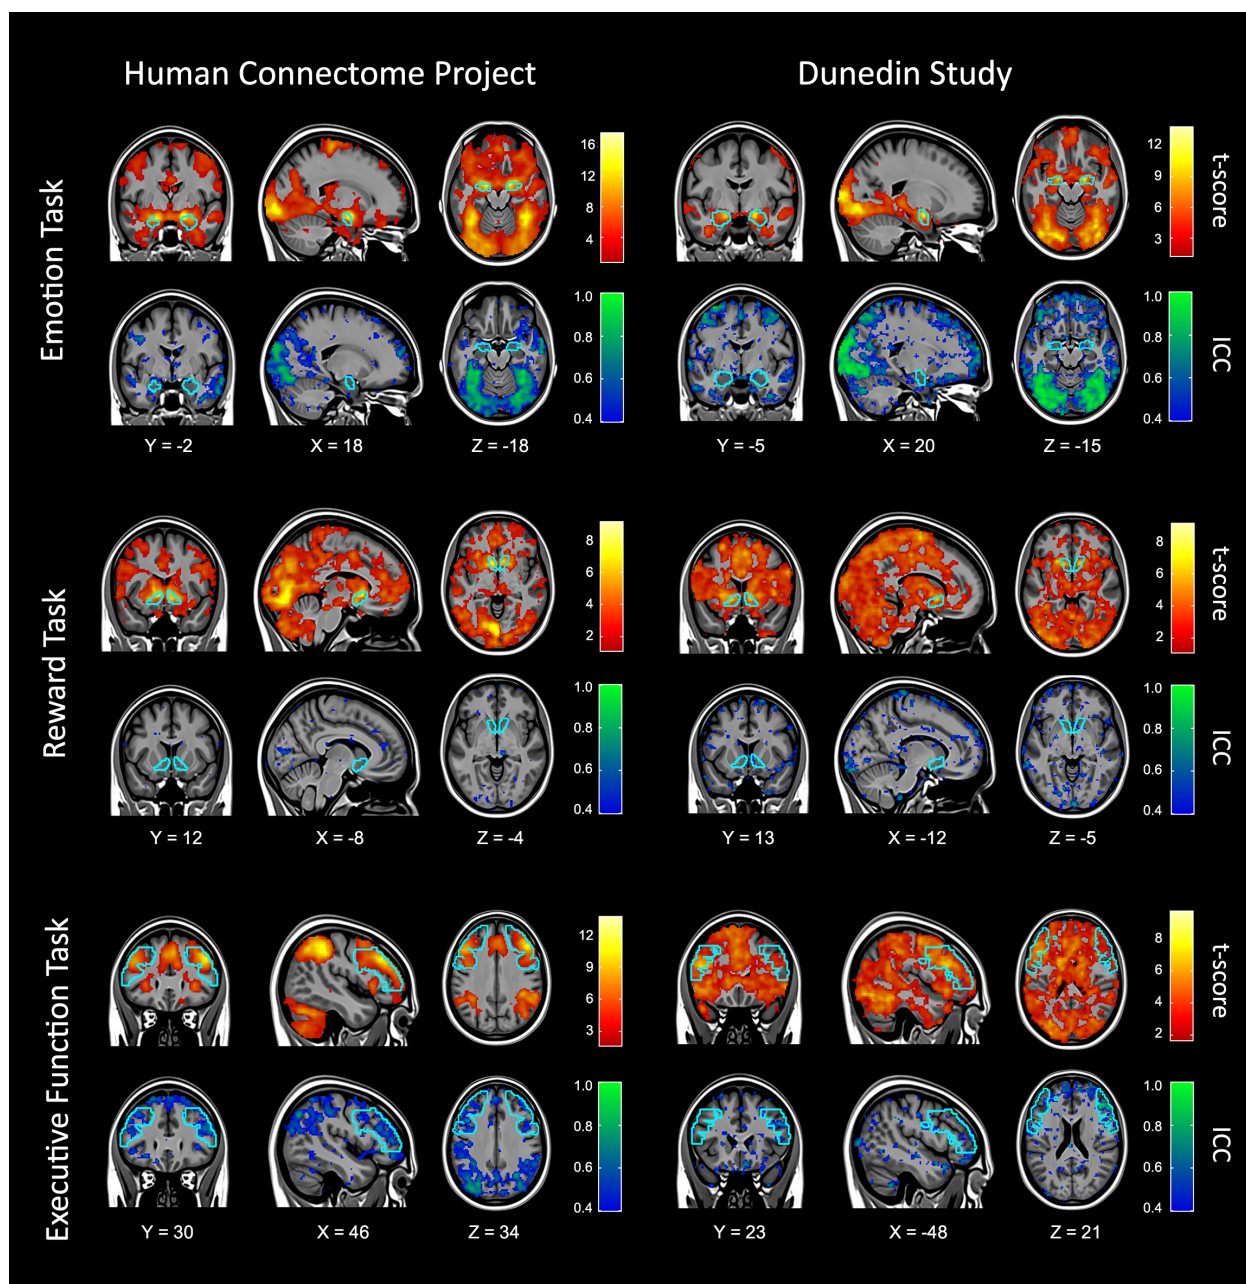 Human Connectome Project
Dunedin Study
Emotion Task
16
12
8
4
12
9
6
3
t-score
1.0
0.8
0.6
0.4
1.0
0.8
0.6
0.4
ICC
Y = -2
X = 18
Z = -18
Y = -5
X = 20
Z = -15
Reward Task
8
6
4
2
8
6
4
2
t-score
1.0
0.8
0.6
0.4
1.0
0.8
0.6
0.4
ICC
Y = 12
X = -8
Z = -4
Y = 13
X = -12
Z = -5
Executive Function Task
12
9
6
3
8
6
4
2
t-score
1.0
0.8
0.6
0.4
1.0
0.8
0.6
0.4
ICC
Y = 30
X = 46
Z = 34
Y = 23
X = -48
Z = 21